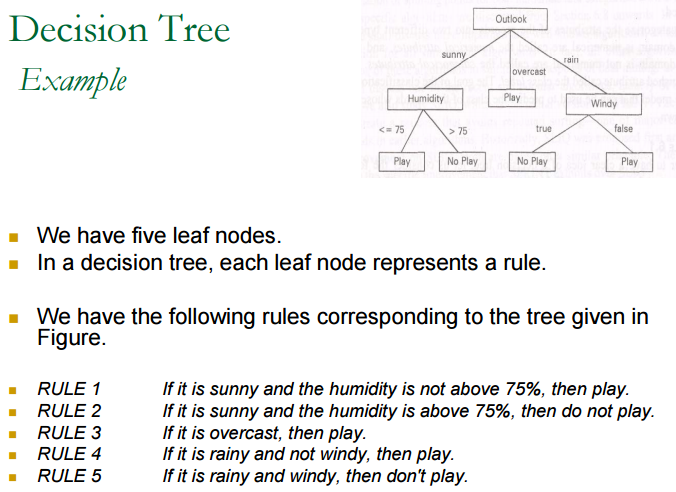 Decision Tree
Example
Outlook
sunny
overcast
rain
Humidity
Play
Windy
<= 75
> 75
true
false
Play
No Play
No Play
Play
We have five leaf nodes.
In a decision tree, each leaf node represents a rule.
We have the following rules corresponding to the tree given in
Figure.
RULE 1 If it is sunny and the humidity is not above 75%, then play.
RULE 2 If it is sunny and the humidity is above 75%, then do not play.
RULE 3 If it is overcast, then play.
RULE 4 If it is rainy and not windy, then play.
RULE 5 If it is rainy and windy, then don't play.